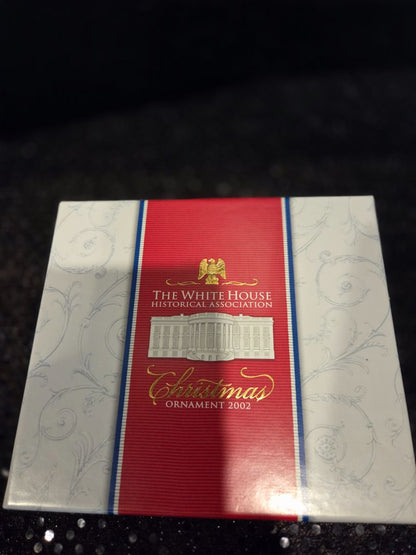 THE WHITE HOUSE
HISTORICAL ASSOCIATION
Christmas
ORNAMENT 2002